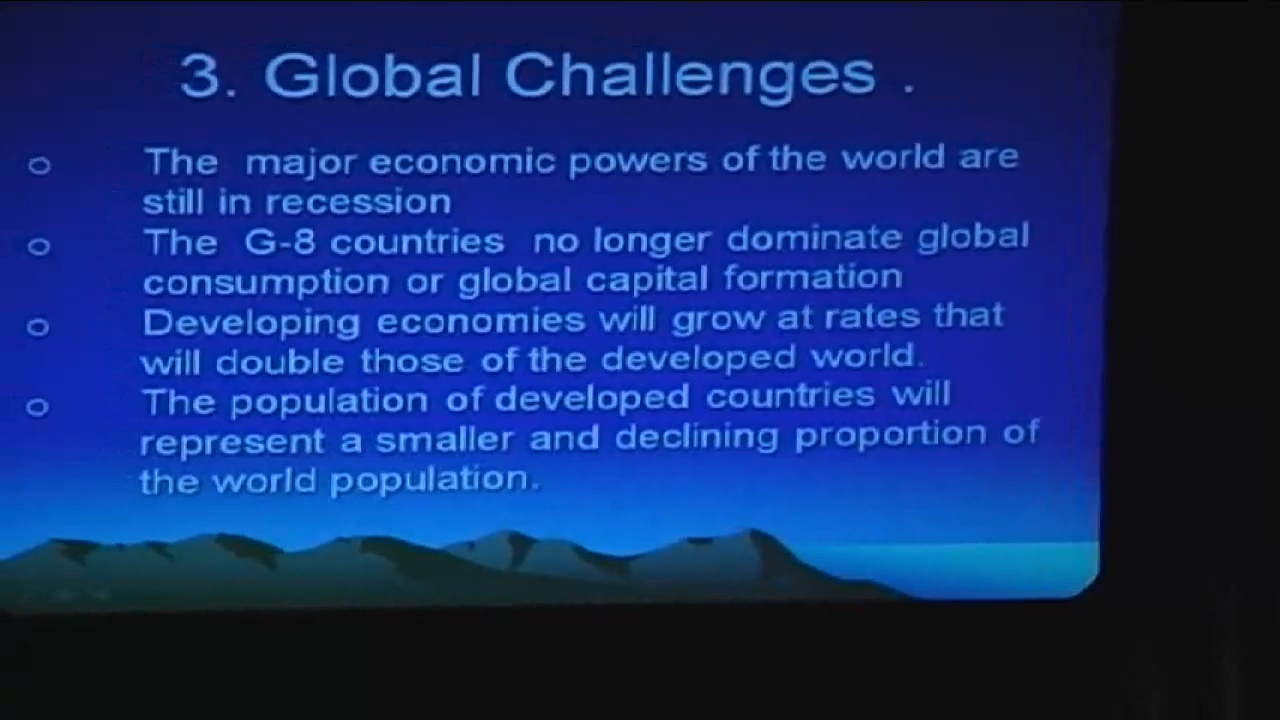 3. Global Challenges .
The major economic powers of the world are
still in recession
The G-8 countries no longer dominate global
consumption or global capital formation
Developing economies will grow at rates that
will double those of the developed world.
The population of developed countries will
represent a smaller and declining proportion of
the world population.